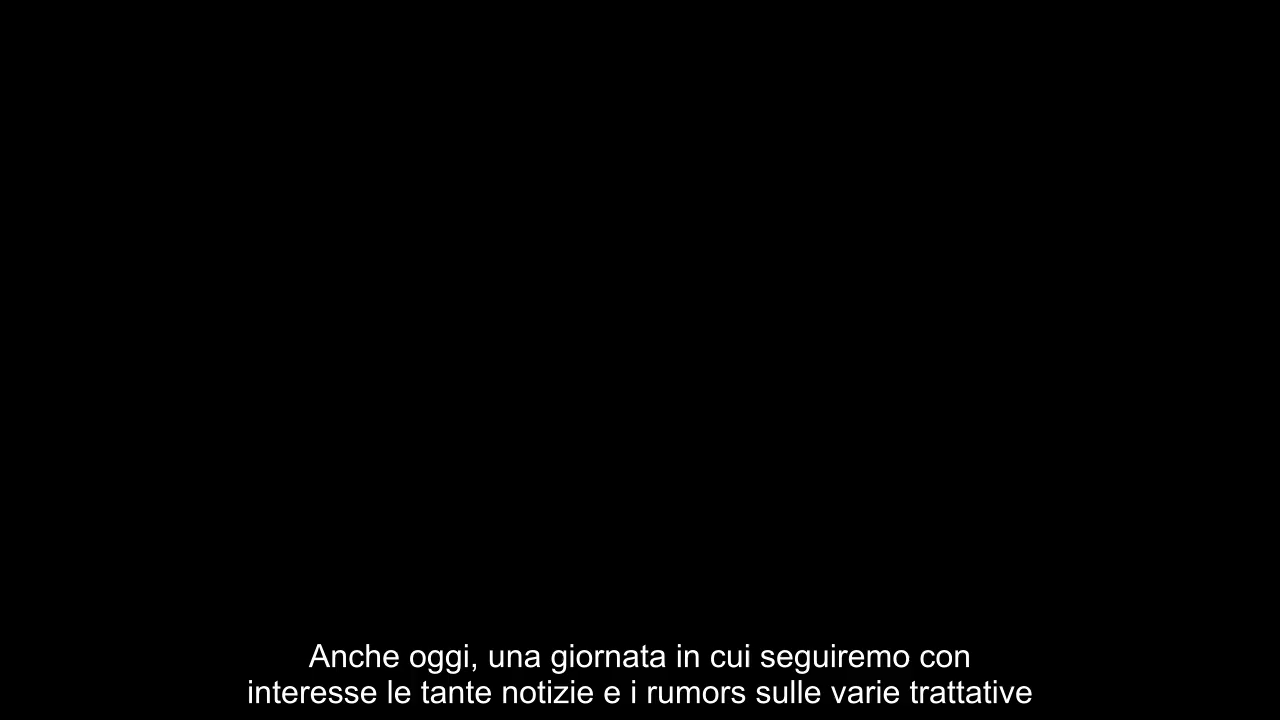 Anche oggi, una giornata in cui seguiremo con
interesse le tante notizie e i rumors sulle varie trattative